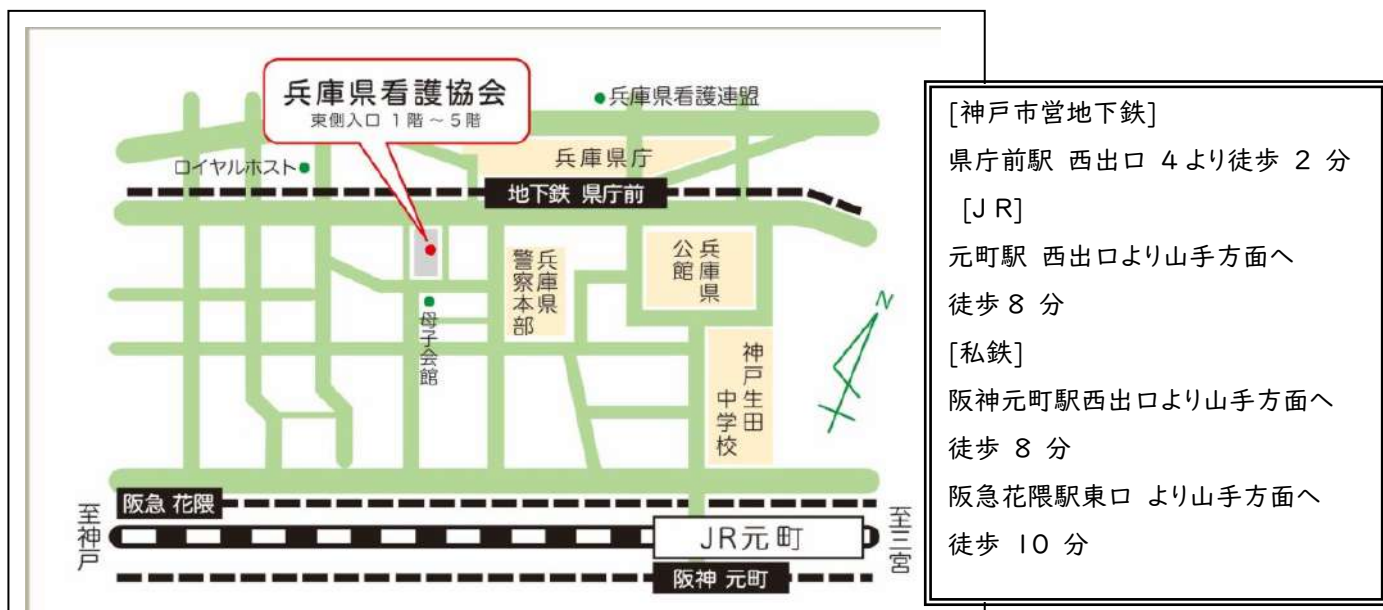 兵庫県看護協会
東側入口 1階 ～ 5階
兵庫県看護連盟
兵庫県庁
ロイヤルホスト
地下鉄 県庁前
兵庫県
警察本部
兵庫県
公館
母子会館
神戸生田
中学校
N
阪急 花隈
至神戸
JR元町
至三宮
阪神 元町
[神戸市営地下鉄]
県庁前駅 西出口 4より徒歩 2 分
[J R]
元町駅 西出口より山手方面へ
徒歩 8 分
[私鉄]
阪神元町駅西出口より山手方面へ
徒歩 8 分
阪急花隈駅東口 より山手方面へ
徒歩 10 分